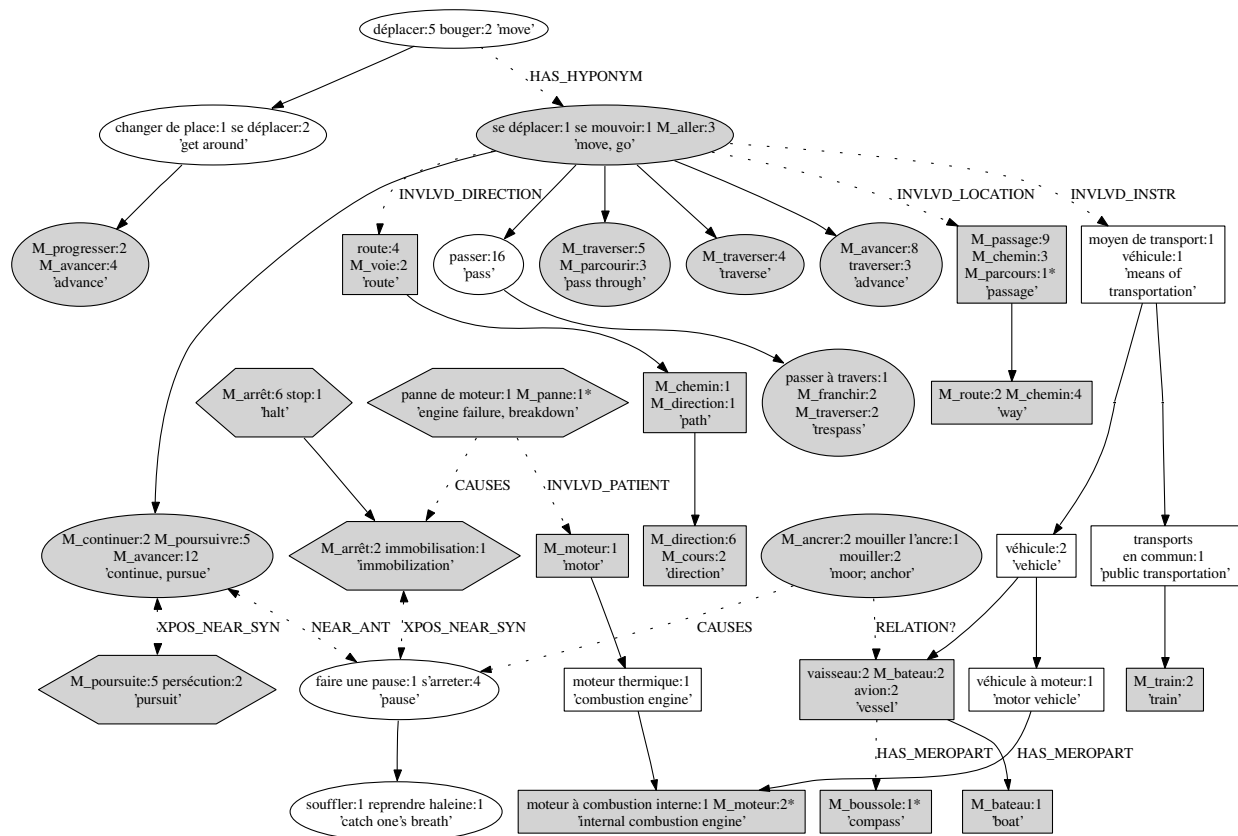 déplacer:5 bouger:2 'move'
HAS_HYPONYM
changer de place:1 se déplacer:2
'get around'
se déplacer:1 se mouvoir:1 M_aller:3
'move, go'
INVLVD_DIRECTION
INVLVD_LOCATION
INVLVD_INSTR
M_progresser:2
M_avancer:4
'advance'
route:4
M_voie:2
'route'
passer:16
'pass'
M_traverser:5
M_parcourir:3
'pass through'
M_traverser:4
'traverse'
M_avancer:8
traverser:3
'advance'
M_passage:9
M_chemin:3
M_parcours:1*
'passage'
moyen de transport:1
véhicule:1
'means of
transportation'
M_arrêt:6 stop:1
'halt'
panne de moteur:1 M_panne:1*
'engine failure, breakdown'
M_chemin:1
M_direction:1
'path'
passer à travers:1
M_franchir:2
M_traverser:2
'trespass'
M_route:2 M_chemin:4
'way'
CAUSES
INVLVD_PATIENT
M_continuer:2 M_poursuivre:5
M_avancer:12
'continue, pursue'
M_arrêt:2 immobilisation:1
'immobilization'
M_moteur:1
'motor'
M_direction:6
M_cours:2
'direction'
M_ancrer:2 mouiller l'ancre:1
mouiller:2
'moor; anchor'
véhicule:2
'vehicle'
transports
en commun:1
'public transportation'
XPOS_NEAR_SYN
NEAR_ANT
XPOS_NEAR_SYN
CAUSES
RELATION?
M_poursuite:5 persécution:2
'pursuit'
faire une pause:1 s'arreter:4
'pause'
moteur thermique:1
'combustion engine'
vaisseau:2 M_bateau:2
avion:2
'vessel'
véhicule à moteur:1
'motor vehicle'
M_train:2
'train'
HAS_MEROPART
HAS_MEROPART
souffler:1 reprendre haleine:1
'catch one's breath'
moteur à combustion interne:1 M_moteur:2*
'internal combustion engine'
M_boussole:1*
'compass'
M_bateau:1
'boat'